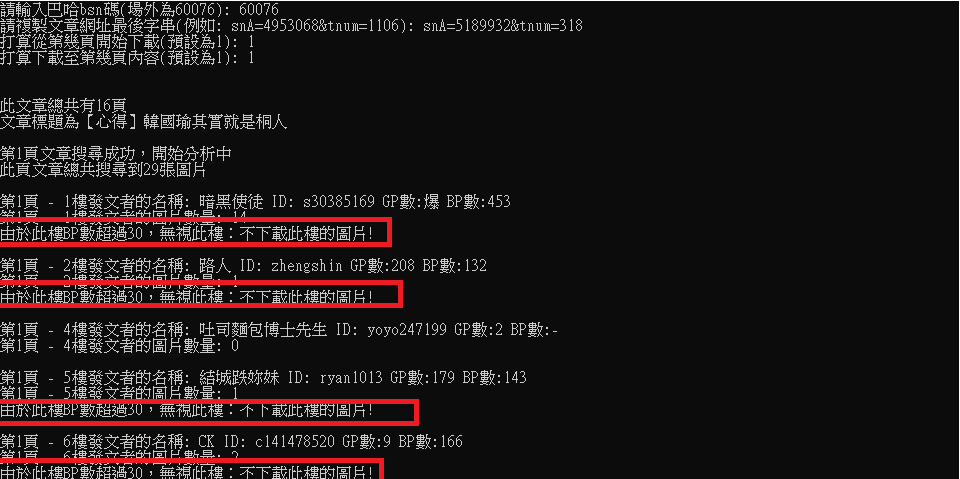 請輸入巴哈bsn碼(場外為60076): 60076
請複製文章網址最後字串(例如: snA=4953068&tnum=1106): snA=5189932&tnum=318
打算從第幾頁開始下載(預設為1): 1
打算下載至第幾頁內容(預設為1): 1
此文章總共有16頁
文章標題為【心得】韓國瑜其實就是桐人
第1頁文章搜尋成功，開始分析中
此頁文章總共搜尋到29張圖片
第1頁 - 1樓發文者的名稱: 暗黑使徒 ID: s30385169 GP數:爆 BP數:453
第1頁 - 1樓發文者的圖片數量: 14
由於此樓BP數超過30，無視此樓：不下載此樓的圖片!
第1頁 - 2樓發文者的名稱: 路人 ID: zhengshin GP數:208 BP數:132
第1頁 - 2樓發文者的圖片數量: 1
由於此樓BP數超過30，無視此樓：不下載此樓的圖片!
第1頁 - 4樓發文者的名稱: 吐司麵包博士先生 ID: yoyo247199 GP數:2 BP數:-
第1頁 - 4樓發文者的圖片數量: 0
第1頁 - 5樓發文者的名稱: 結城跌妳妹 ID: ryan1013 GP數:179 BP數:143
第1頁 - 5樓發文者的圖片數量: 1
由於此樓BP數超過30，無視此樓：不下載此樓的圖片!
第1頁 - 6樓發文者的名稱: CK ID: c141478520 GP數:9 BP數:166
第1頁 - 6樓發文者的圖片數量: 2
由於此樓BP數超過30，無視此樓：不下載此樓的圖片!